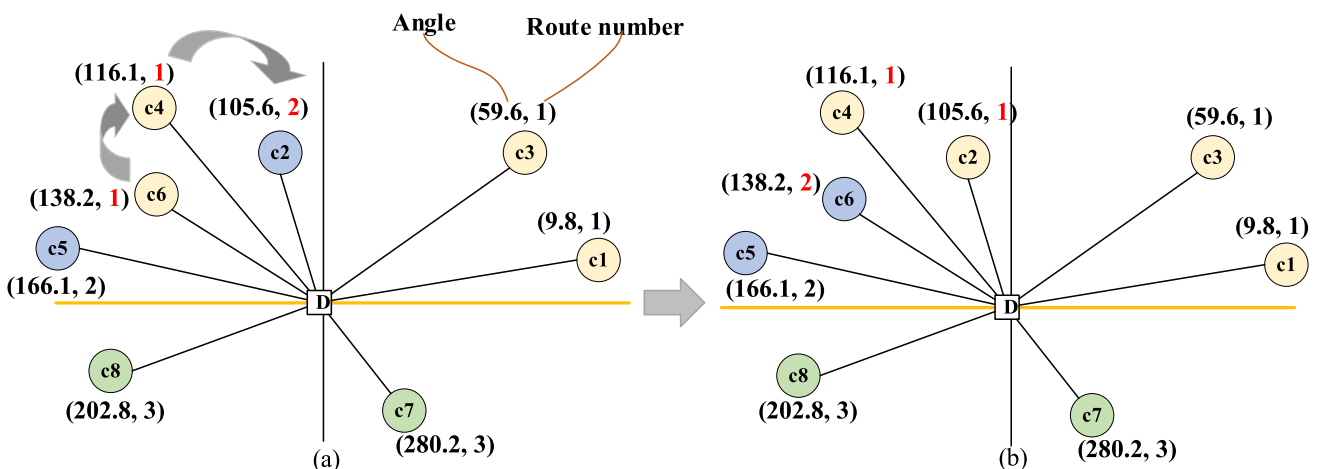 Angle
Route number
(116.1, 1)
c4
(105.6, 2)
c2
(59.6, 1)
c3
(138.2, 1)
c6
(9.8, 1)
c1
c5
(166.1, 2)
D
c8
(202.8, 3)
c7
(280.2, 3)
(a)
(116.1, 1)
c4
(105.6, 1)
c2
(59.6, 1)
c3
(138.2, 2)
c6
(9.8, 1)
c1
c5
(166.1, 2)
D
c8
(202.8, 3)
c7
(280.2, 3)
(b)